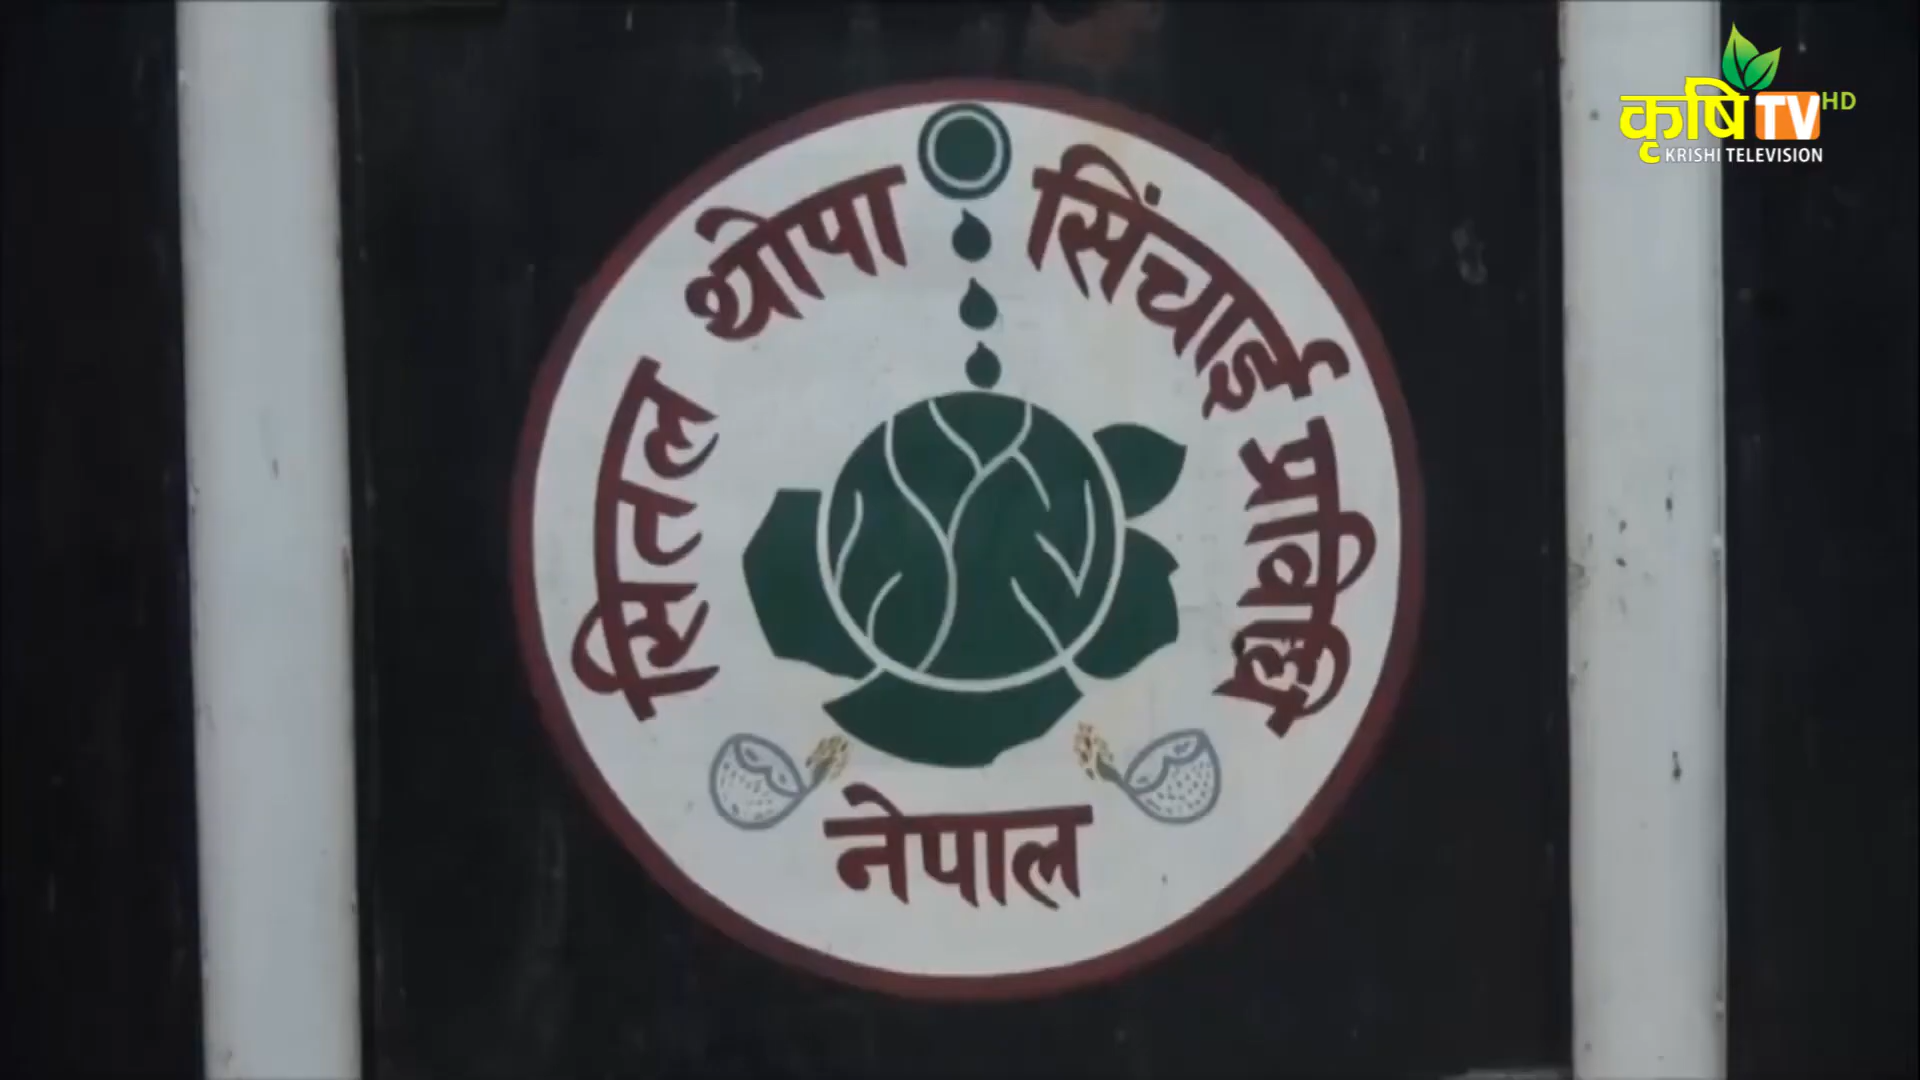 सितल थोपा सिंचाई प्रविधि
नेपाल
कृषि TV HD
KRISHI TELEVISION